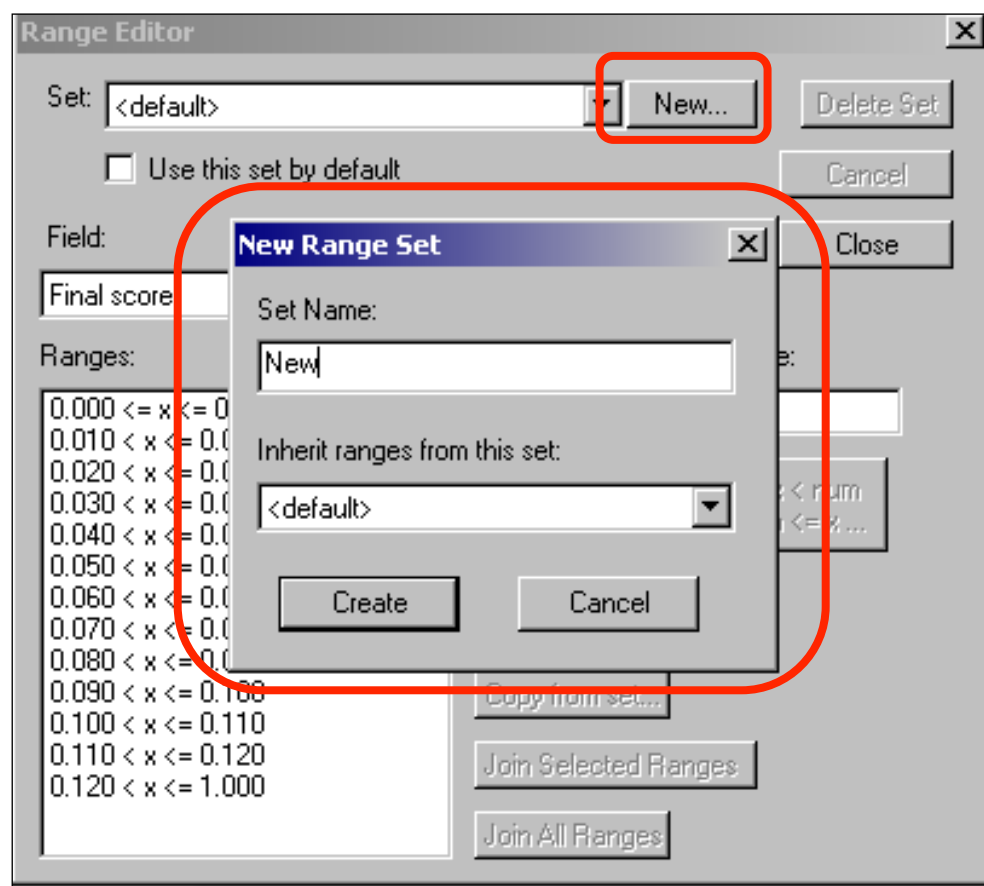 Range Editor
Set: <default> New... Delete Set
Use this set by default Cancel
Field: New Range Set Close
Final score Set Name:
Ranges: New e:
0.000 <= x <= 0
0.010 < x <= 0.0
0.020 < x <= 0.0 Inherit ranges from this set:
0.030 < x <= 0.0 <default> < num
0.040 < x <= 0.0 <= x ...
0.050 < x <= 0.0
0.060 < x <= 0.0 Create Cancel
0.070 < x <= 0.0
0.080 < x <= 0.0
0.090 < x <= 0.100 Copy from set...
0.100 < x <= 0.110
0.110 < x <= 0.120 Join Selected Ranges
0.120 < x <= 1.000
Join All Ranges